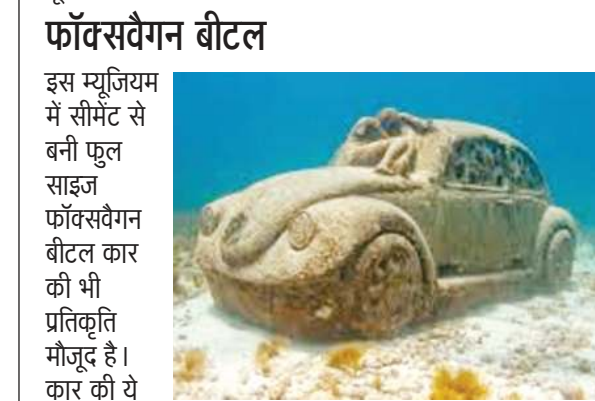 फॉक्सवैगन बीटल
इस म्यूजियम
में सीमेंट से
बनी फुल
साइज
फॉक्सवैगन
बीटल कार
की भी
प्रतिकृति
मौजूद है।
कार की ये